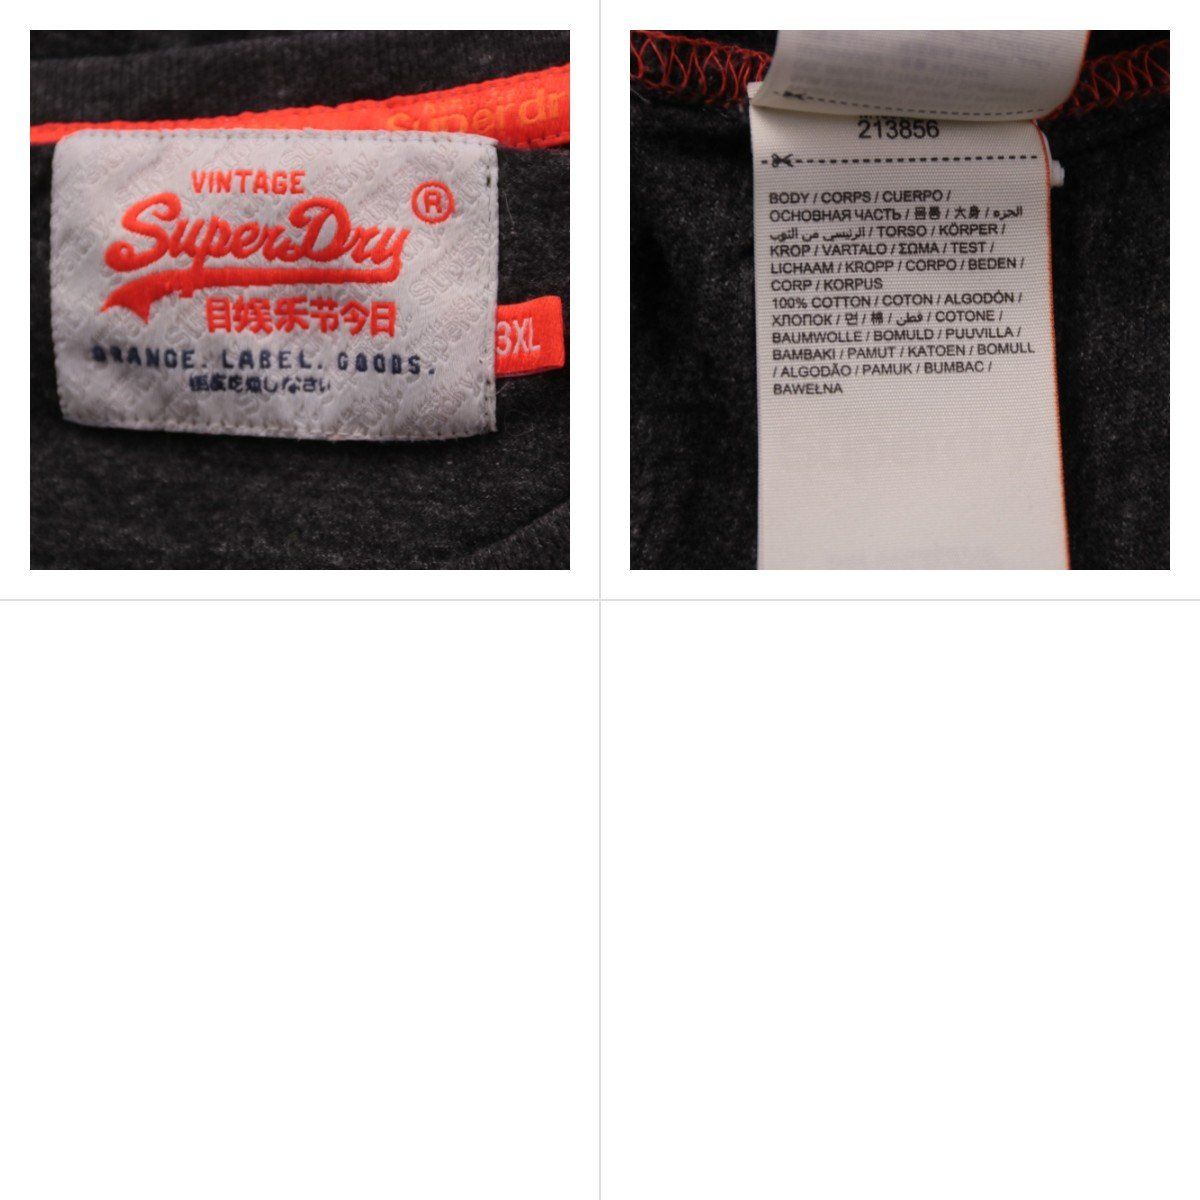 Superdry
VINTAGE
SuperDry
®
目娯乐节今日
3XL
ORANGE. LABEL. GOODS.
213856
BODY / CORPS / CUERPO /
ОСНОВНАЯ ЧАСТЬ / 몸통 / 大身 / الجزء
الرئيسي من الثوب / TORSO / KÖRPER /
KROP / VARTALO / ΣΩΜΑ / TEST /
LICHAAM / KROPP / CORPO / BEDEN /
CORP / KORPUS
100% COTTON / COTON / ALGODÓN /
ХЛОПОК / 면 / 棉 / قطن / COTONE /
BAUMWOLLE / BOMULD / PUUVILLA /
BAMBAKI / PAMUT / KATOEN / BOMULL
/ ALGODÃO / PAMUK / BUMBAC /
BAWEŁNA